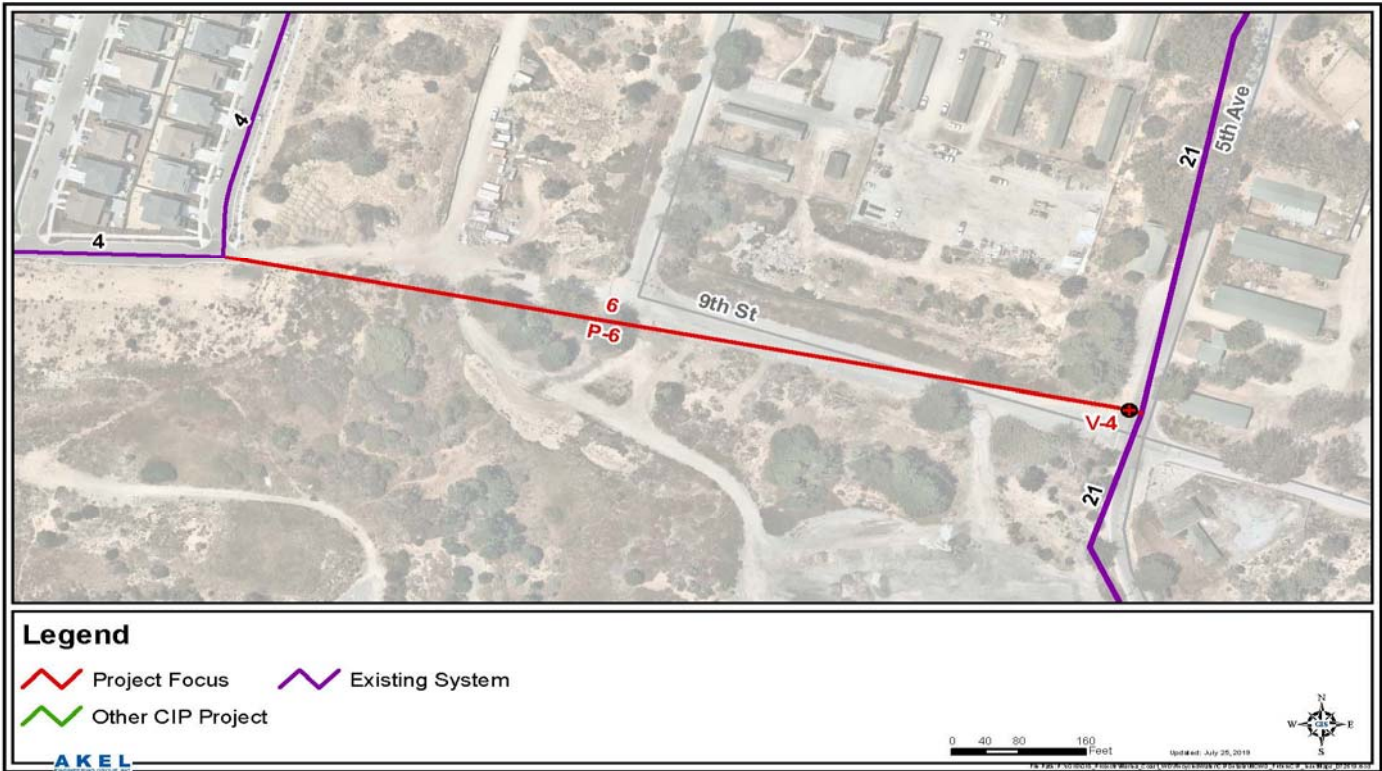 4
4
6
P-6
9th St
V-4
21
21
5th Ave
Legend
Project Focus
Existing System
Other CIP Project
AKEL
0 40 80 160
Feet
Updated: July 25, 2019
N
W
GIS
E
S